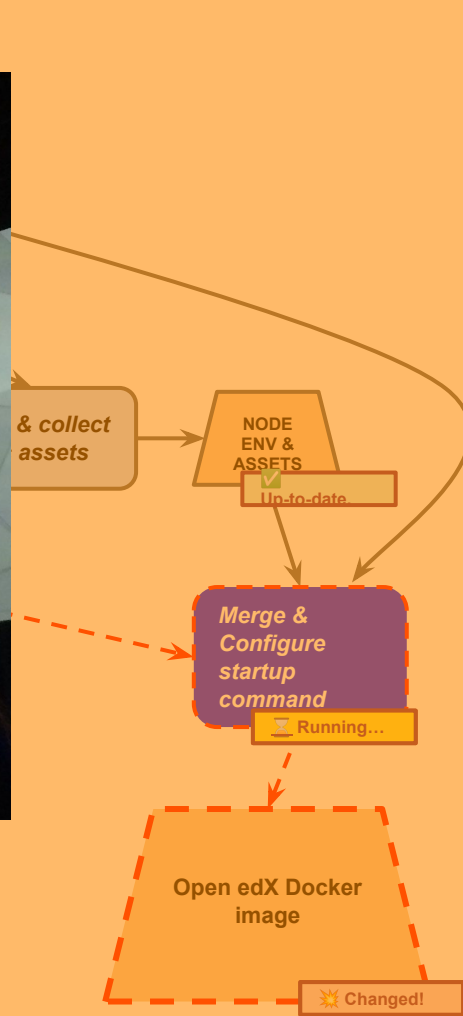 & collect
assets
NODE
ENV &
ASSETS
✅
Up-to-date.
Merge &
Configure
startup
command
⏳ Running…
Open edX Docker
image
💥 Changed!